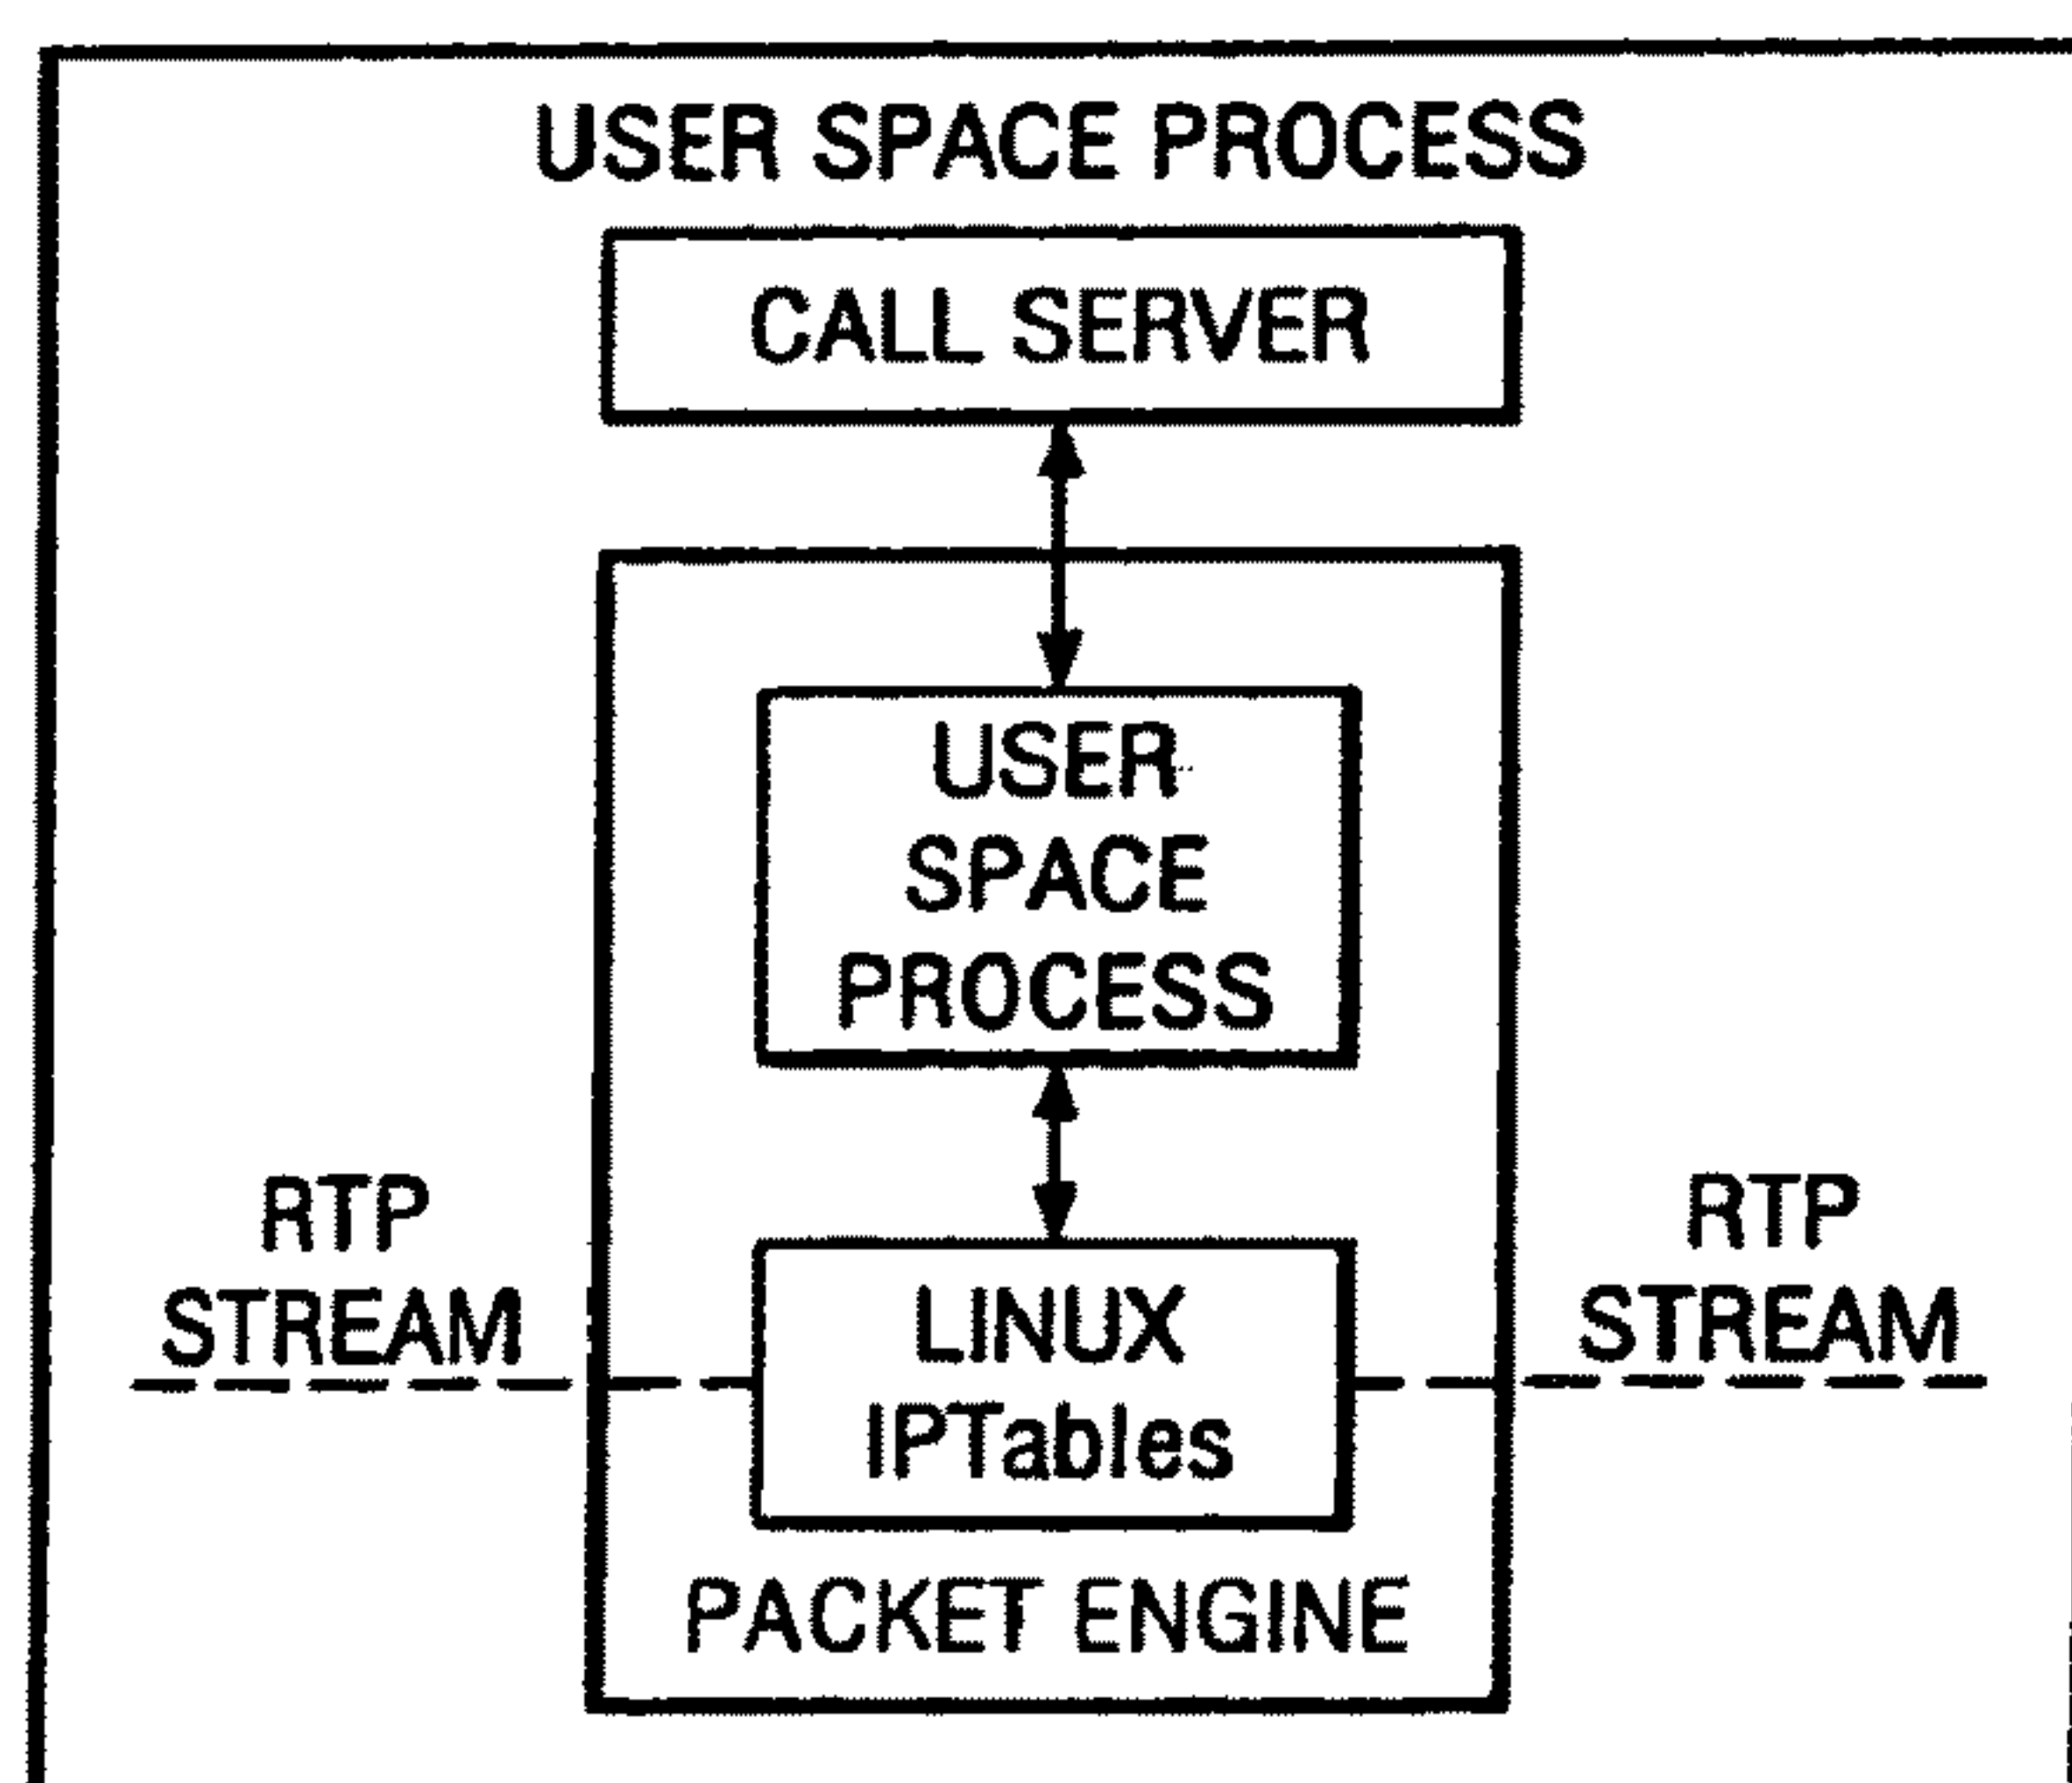 USER SPACE PROCESS
CALL SERVER
USER
SPACE
PROCESS
RTP
STREAM
LINUX
IPTables
RTP
STREAM
PACKET ENGINE